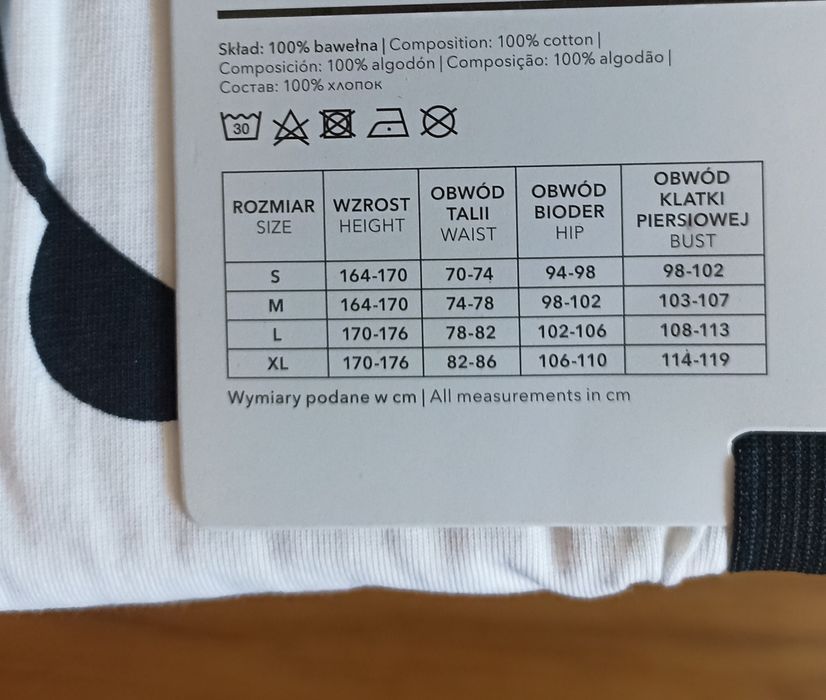 Skład: 100% bawełna | Composition: 100% cotton |
Composición: 100% algodón | Composição: 100% algodão |
Состав: 100% хлопок
30
ROZMIAR SIZE | WZROST HEIGHT | OBWÓD TALII WAIST | OBWÓD BIODER HIP | OBWÓD KLATKI PIERSIOWEJ BUST
S 164-170 70-74 94-98 98-102
M 164-170 74-78 98-102 103-107
L 170-176 78-82 102-106 108-113
XL 170-176 82-86 106-110 114-119
Wymiary podane w cm | All measurements in cm